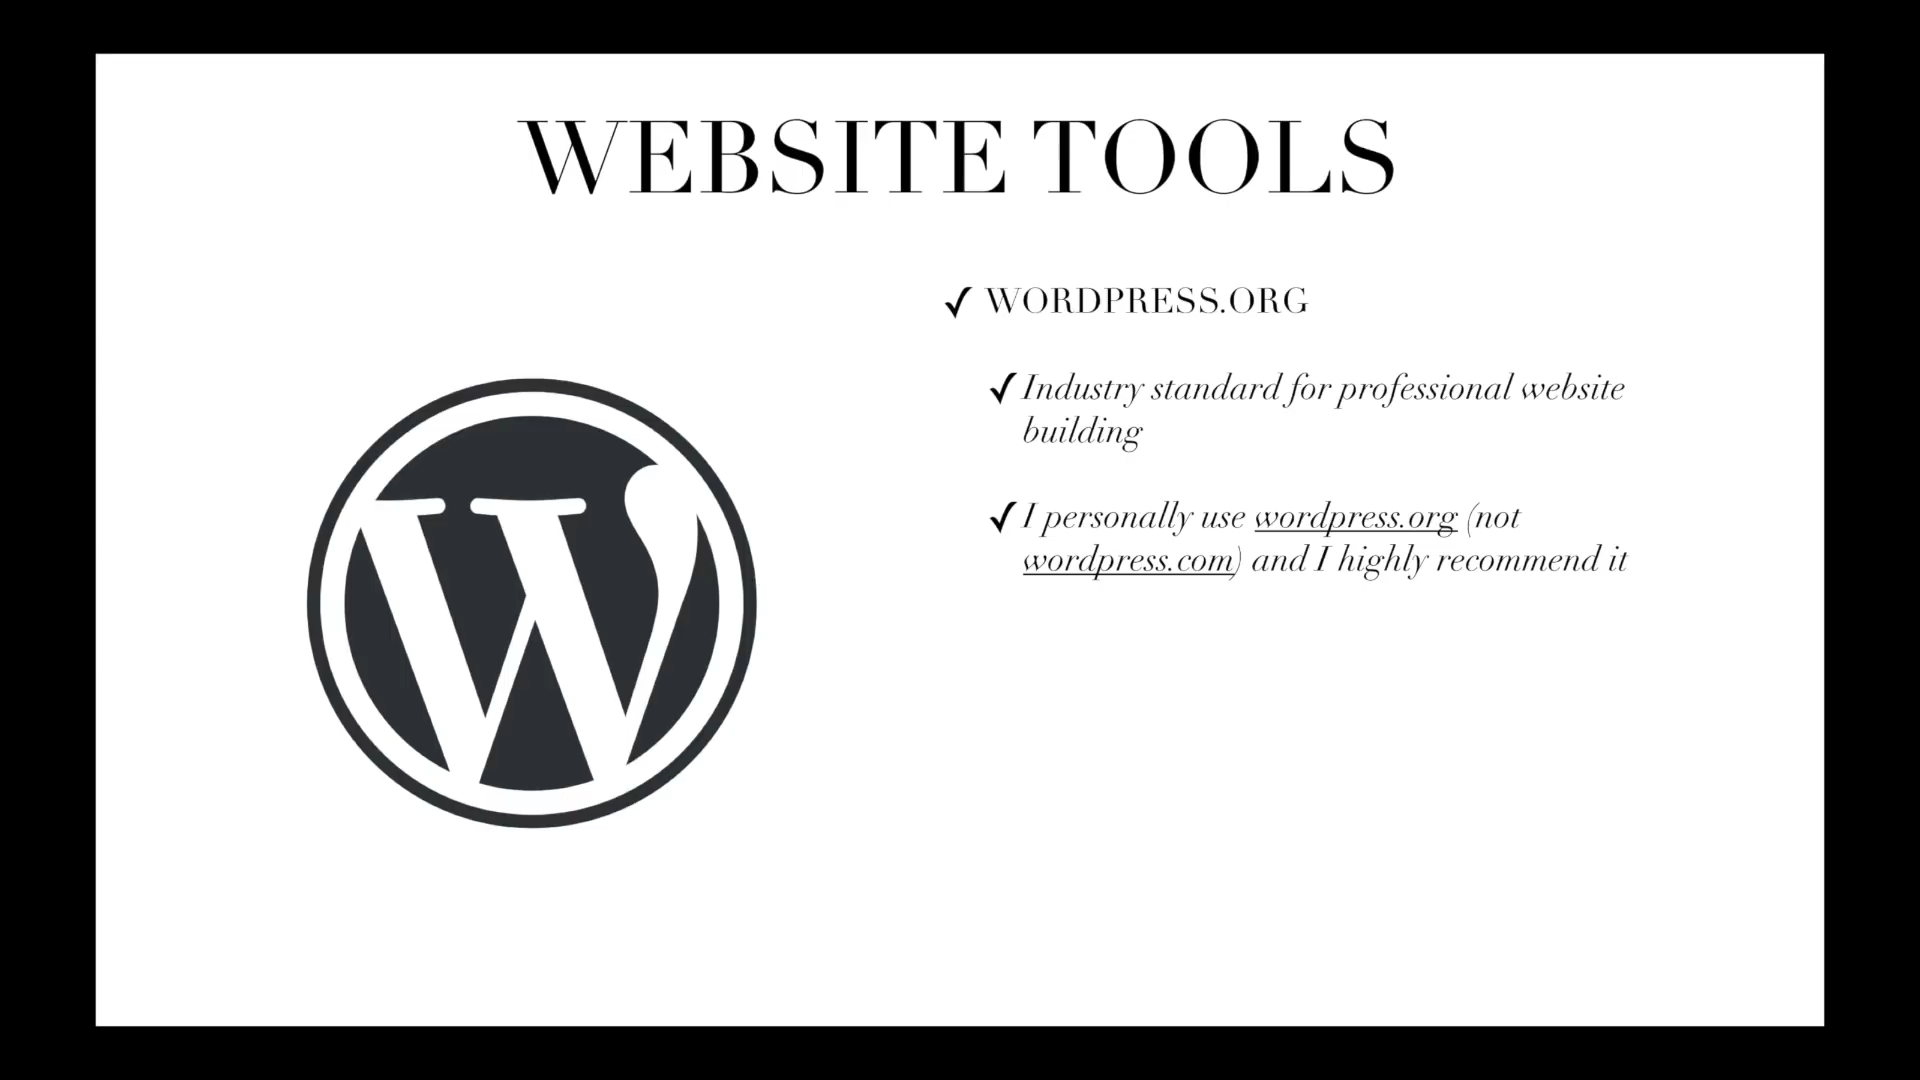 WEBSITE TOOLS
✓ WORDPRESS.ORG
✓ Industry standard for professional website
building
✓ I personally use wordpress.org (not
wordpress.com) and I highly recommend it
W